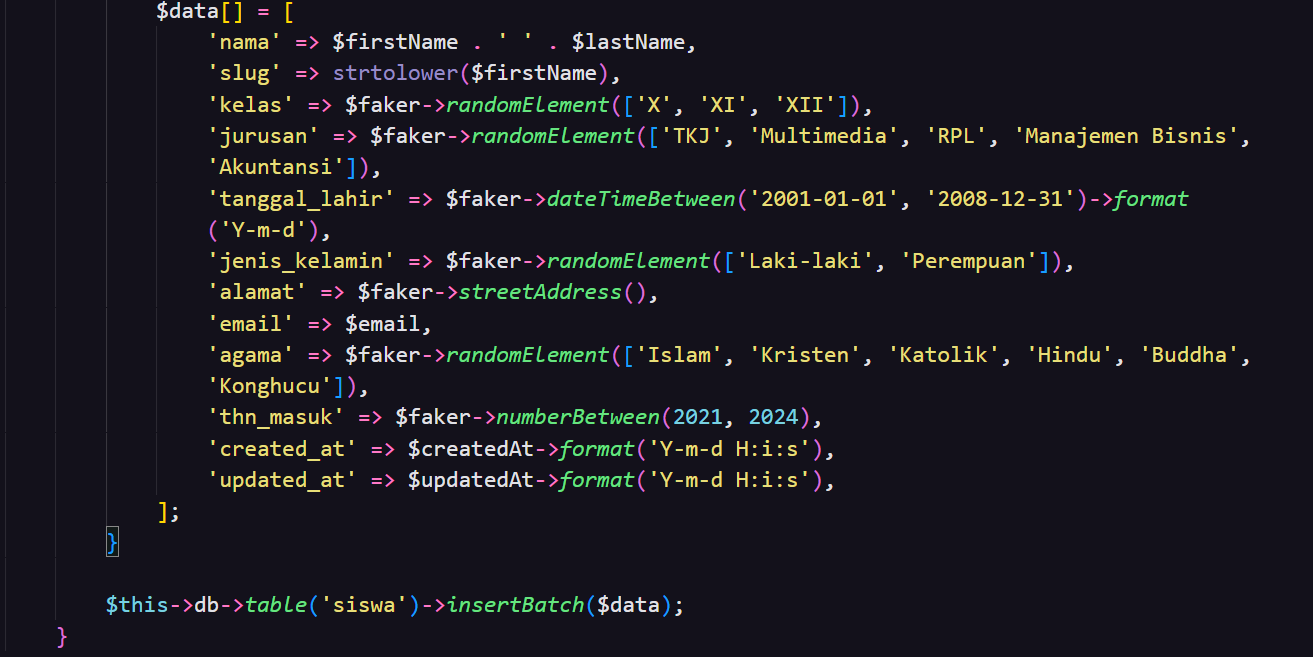 $data[] = [
'nama' => $firstName . ' ' . $lastName,
'slug' => strtolower($firstName),
'kelas' => $faker->randomElement(['X', 'XI', 'XII']),
'jurusan' => $faker->randomElement(['TKJ', 'Multimedia', 'RPL', 'Manajemen Bisnis',
'Akuntansi']),
'tanggal_lahir' => $faker->dateTimeBetween('2001-01-01', '2008-12-31')->format
('Y-m-d'),
'jenis_kelamin' => $faker->randomElement(['Laki-laki', 'Perempuan']),
'alamat' => $faker->streetAddress(),
'email' => $email,
'agama' => $faker->randomElement(['Islam', 'Kristen', 'Katolik', 'Hindu', 'Buddha',
'Konghucu']),
'thn_masuk' => $faker->numberBetween(2021, 2024),
'created_at' => $createdAt->format('Y-m-d H:i:s'),
'updated_at' => $updatedAt->format('Y-m-d H:i:s'),
];
}
$this->db->table('siswa')->insertBatch($data);
}